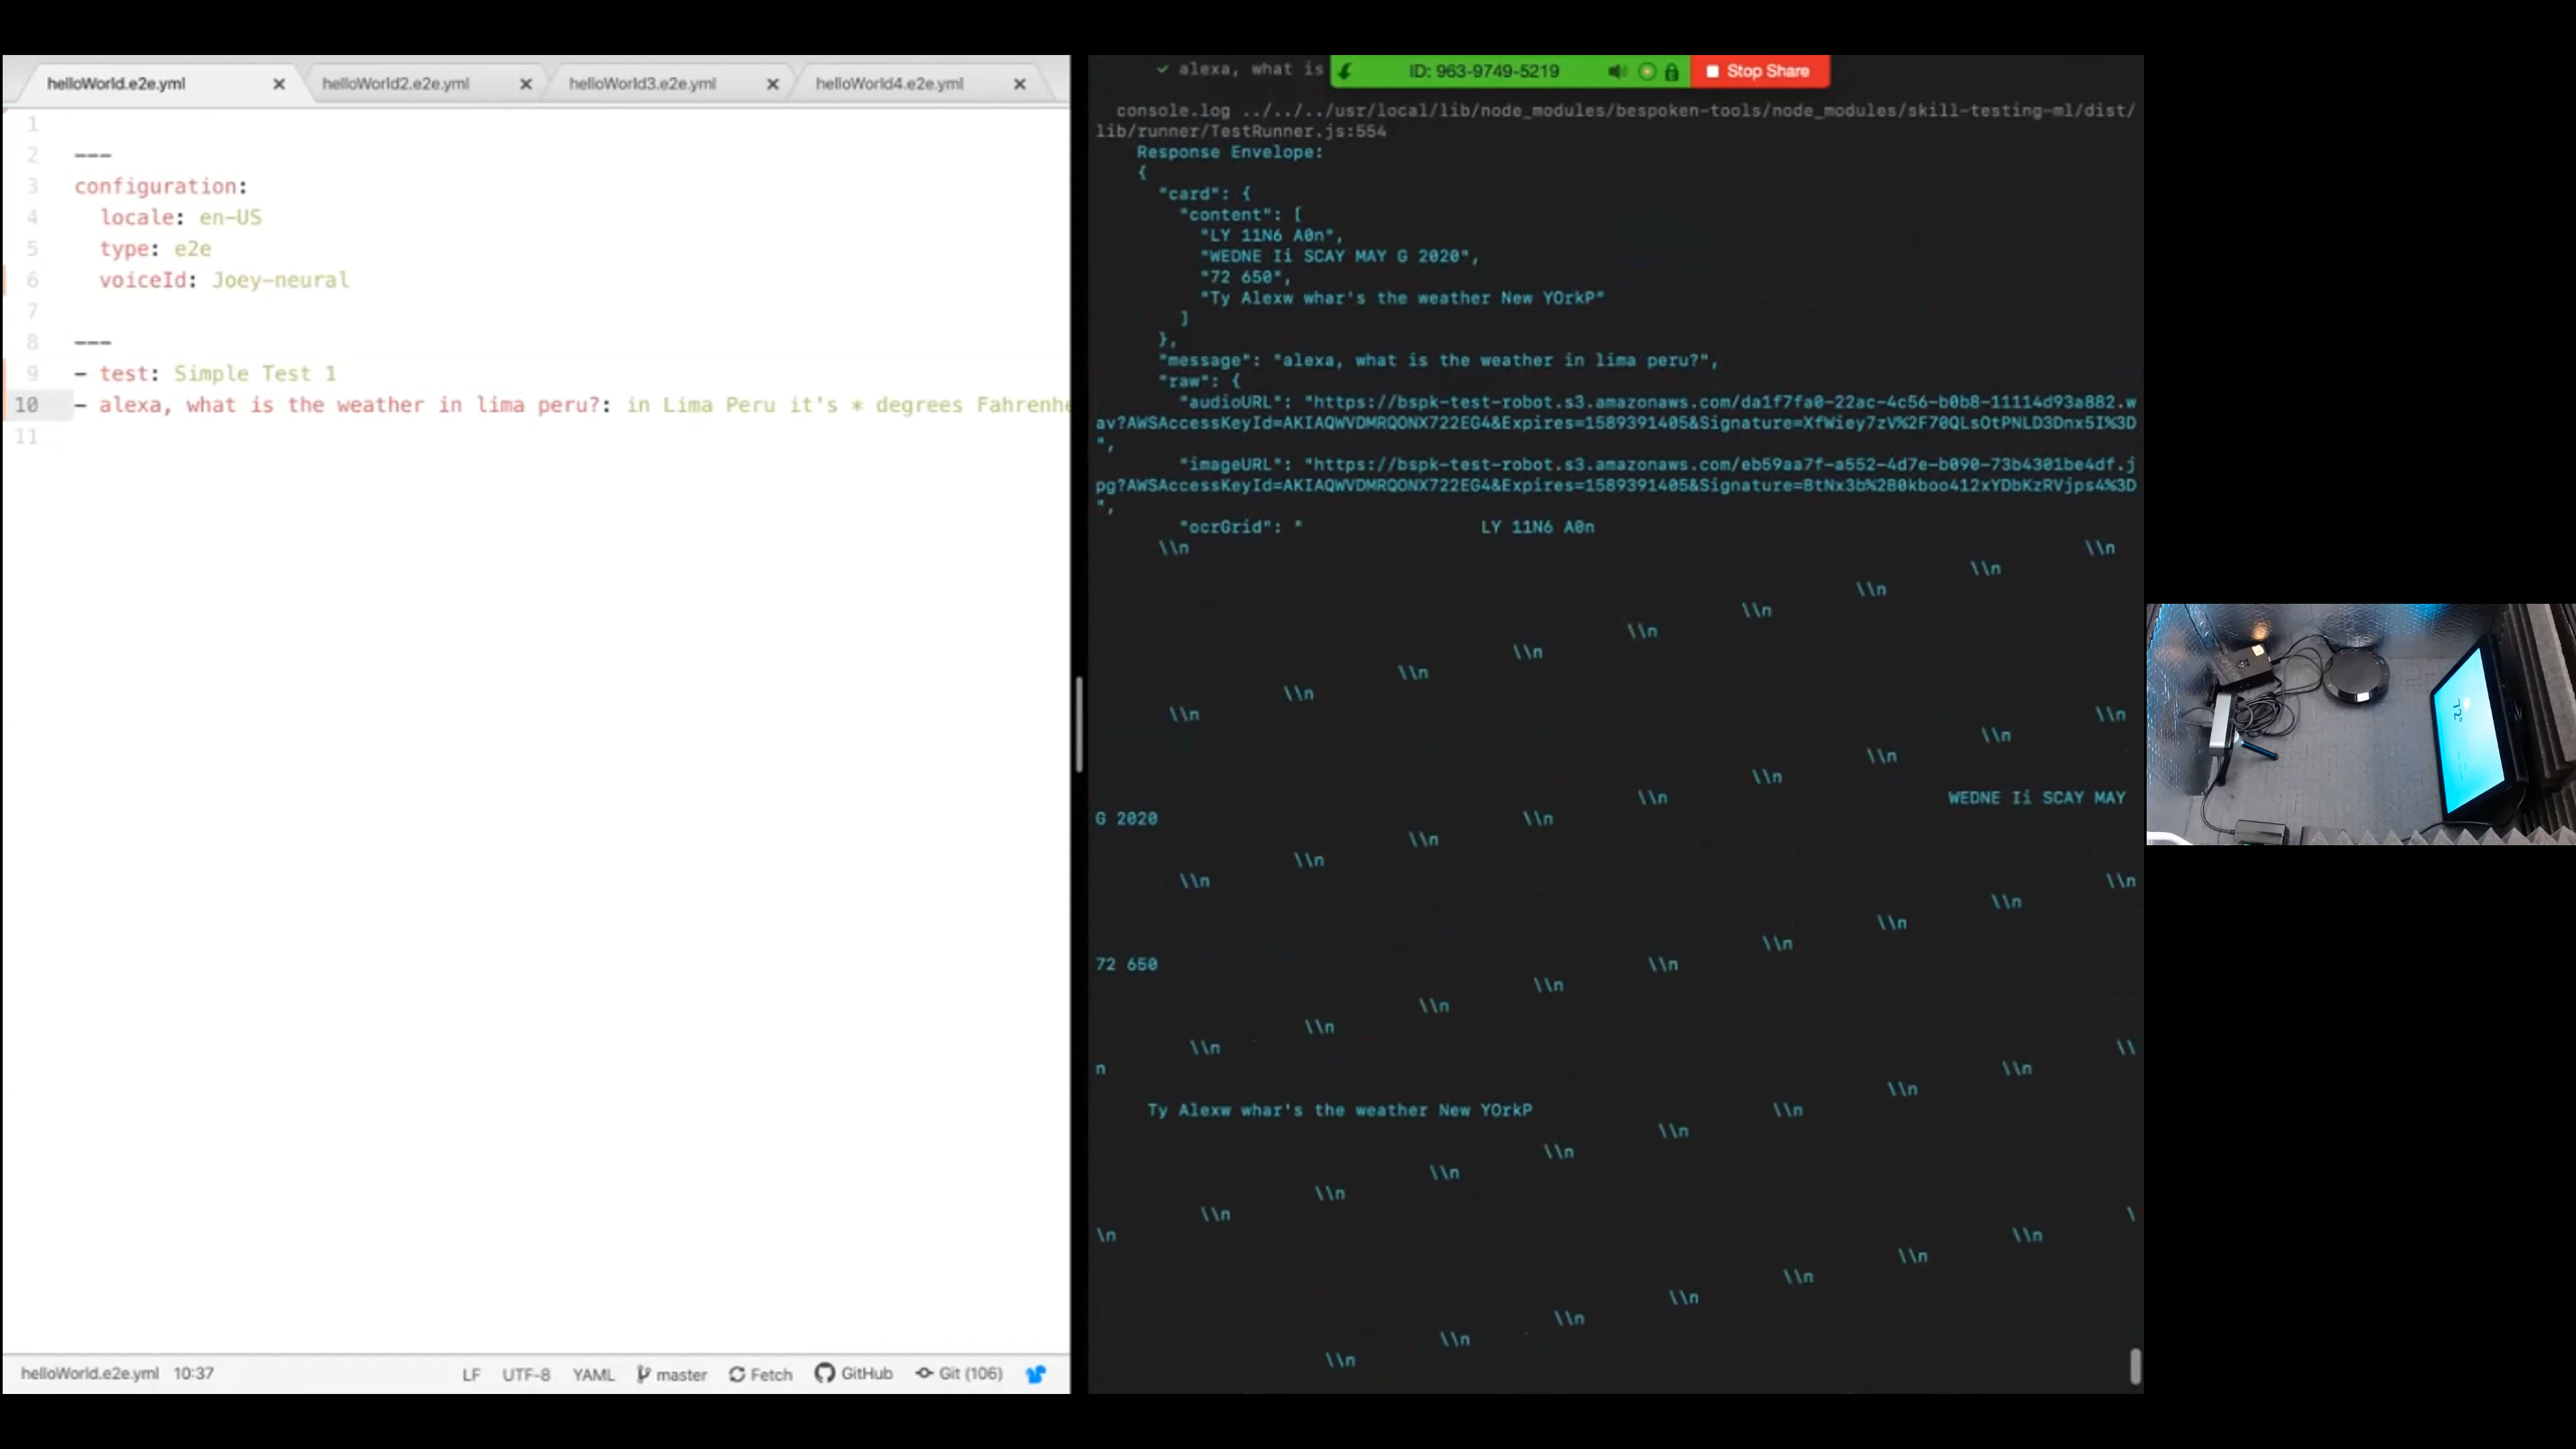 helloWorld.e2e.yml
helloWorld2.e2e.yml
helloWorld3.e2e.yml
helloWorld4.e2e.yml
1
2 ---
3 configuration:
4 locale: en-US
5 type: e2e
6 voiceId: Joey-neural
7
8 ---
9 - test: Simple Test 1
10 - alexa, what is the weather in lima peru?: in Lima Peru it's * degrees Fahrenhe
11
helloWorld.e2e.yml 10:37 LF UTF-8 YAML master Fetch GitHub Git (106)
✓ alexa, what is
ID: 963-9749-5219
Stop Share
console.log ../../../usr/local/lib/node_modules/bespoken-tools/node_modules/skill-testing-ml/dist/
lib/runner/TestRunner.js:554
Response Envelope:
{
"card": {
"content": [
"LY 11N6 A0n",
"WEDNE Ii SCAY MAY G 2020",
"72 650",
"Ty Alexw whar's the weather New YOrkP"
]
},
"message": "alexa, what is the weather in lima peru?",
"raw": {
"audioURL": "https://bspk-test-robot.s3.amazonaws.com/da1f7fa0-22ac-4c56-b0b8-11114d93a882.w
av?AWSAccessKeyId=AKIAQWVDMRQONX722EG4&Expires=1589391405&Signature=XfWiey7zV%2F70QLsOtPNLD3Dnx5I%3D
",
"imageURL": "https://bspk-test-robot.s3.amazonaws.com/eb59aa7f-a552-4d7e-b090-73b4301be4df.j
pg?AWSAccessKeyId=AKIAQWVDMRQONX722EG4&Expires=1589391405&Signature=BtNx3b%2B0kboo412xYDbKzRVjps4%3D
",
"ocrGrid": " LY 11N6 A0n
\\n \\n
\\n
\\n
\\n
\\n
\\n
\\n
\\n
\\n \\n
\\n
\\n
\\n
\\n WEDNE Ii SCAY MAY
G 2020 \\n
\\n
\\n
\\n \\n
\\n
\\n
\\n
72 650 \\n
\\n
\\n
\\n
\\n \\
n \\n
\\n
Ty Alexw whar's the weather New YOrkP \\n
\\n
\\n
\\n
\\n
\\n \
\n \\n
\\n
\\n
\\n
\\n
\\n
\\n
72°